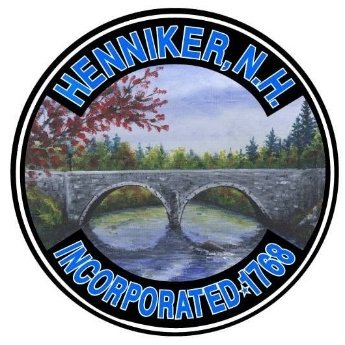 HENNIKER, N.H.
INCORPORATED 1768